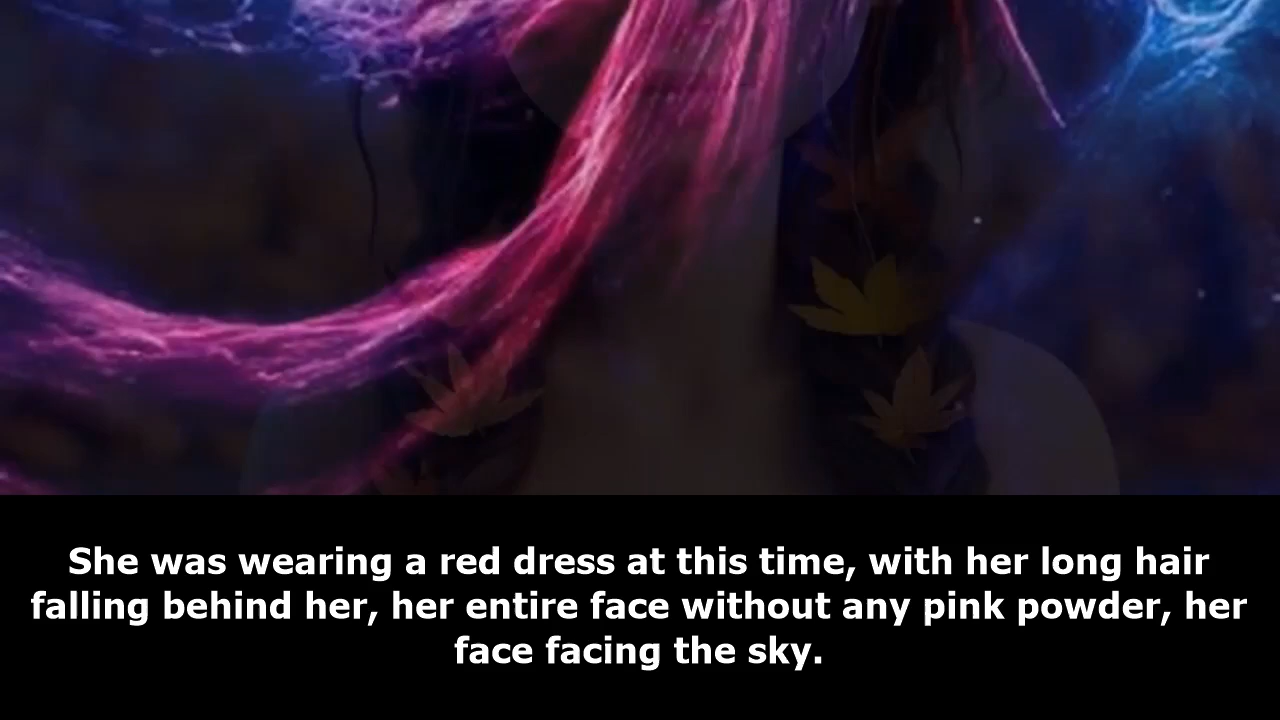 She was wearing a red dress at this time, with her long hair
falling behind her, her entire face without any pink powder, her
face facing the sky.